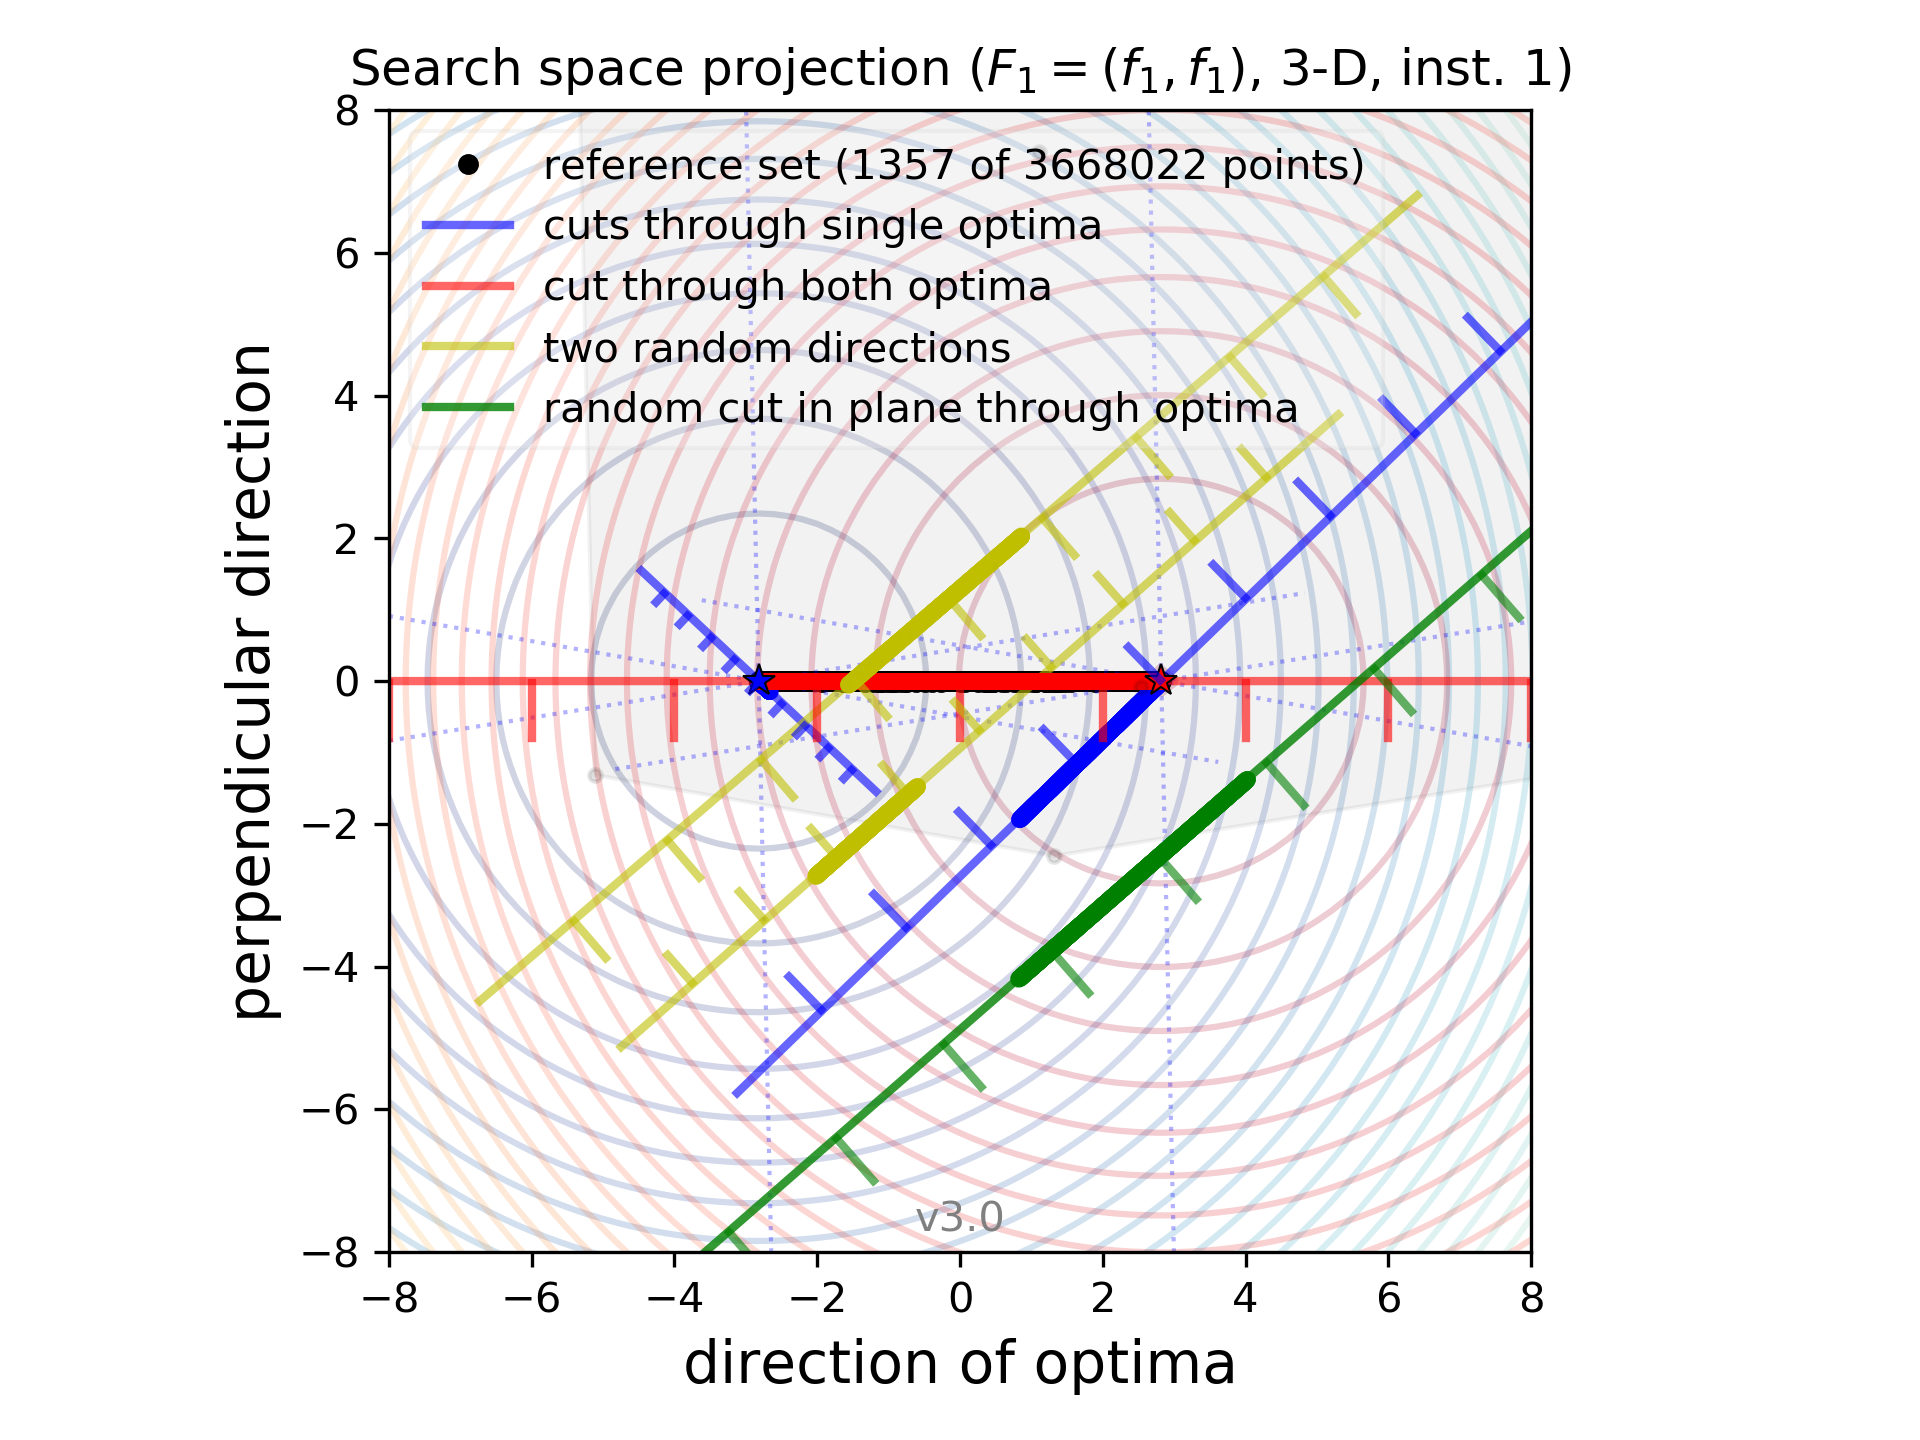 Search space projection (F₁ = (f₁, f₁), 3-D, inst. 1)
reference set (1357 of 3668022 points)
cuts through single optima
cut through both optima
two random directions
random cut in plane through optima
perpendicular direction
8
6
4
2
0
−2
−4
−6
−8
v3.0
−8 −6 −4 −2 0 2 4 6 8
direction of optima